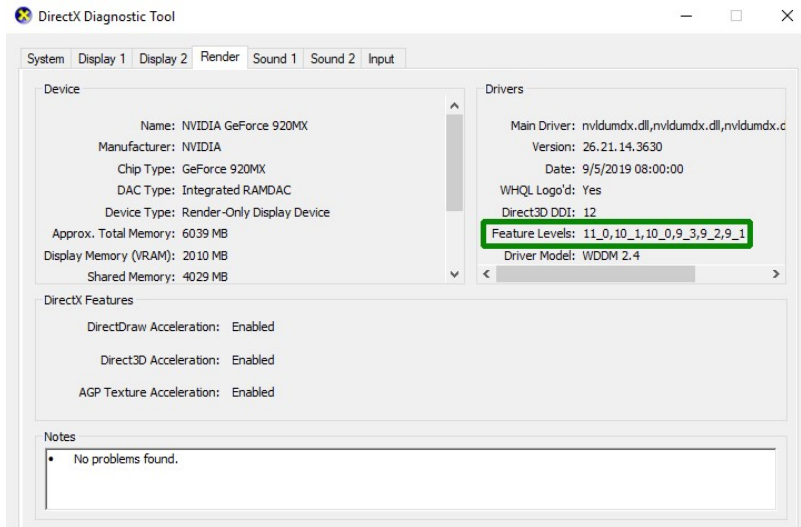 DirectX Diagnostic Tool
System Display 1 Display 2 Render Sound 1 Sound 2 Input
Device
Name: NVIDIA GeForce 920MX
Manufacturer: NVIDIA
Chip Type: GeForce 920MX
DAC Type: Integrated RAMDAC
Device Type: Render-Only Display Device
Approx. Total Memory: 6039 MB
Display Memory (VRAM): 2010 MB
Shared Memory: 4029 MB
Drivers
Main Driver: nvldumdx.dll,nvldumdx.dll,nvldumdx.d
Version: 26.21.14.3630
Date: 9/5/2019 08:00:00
WHQL Logo'd: Yes
Direct3D DDI: 12
Feature Levels: 11_0,10_1,10_0,9_3,9_2,9_1
Driver Model: WDDM 2.4
DirectX Features
DirectDraw Acceleration: Enabled
Direct3D Acceleration: Enabled
AGP Texture Acceleration: Enabled
Notes
• No problems found.